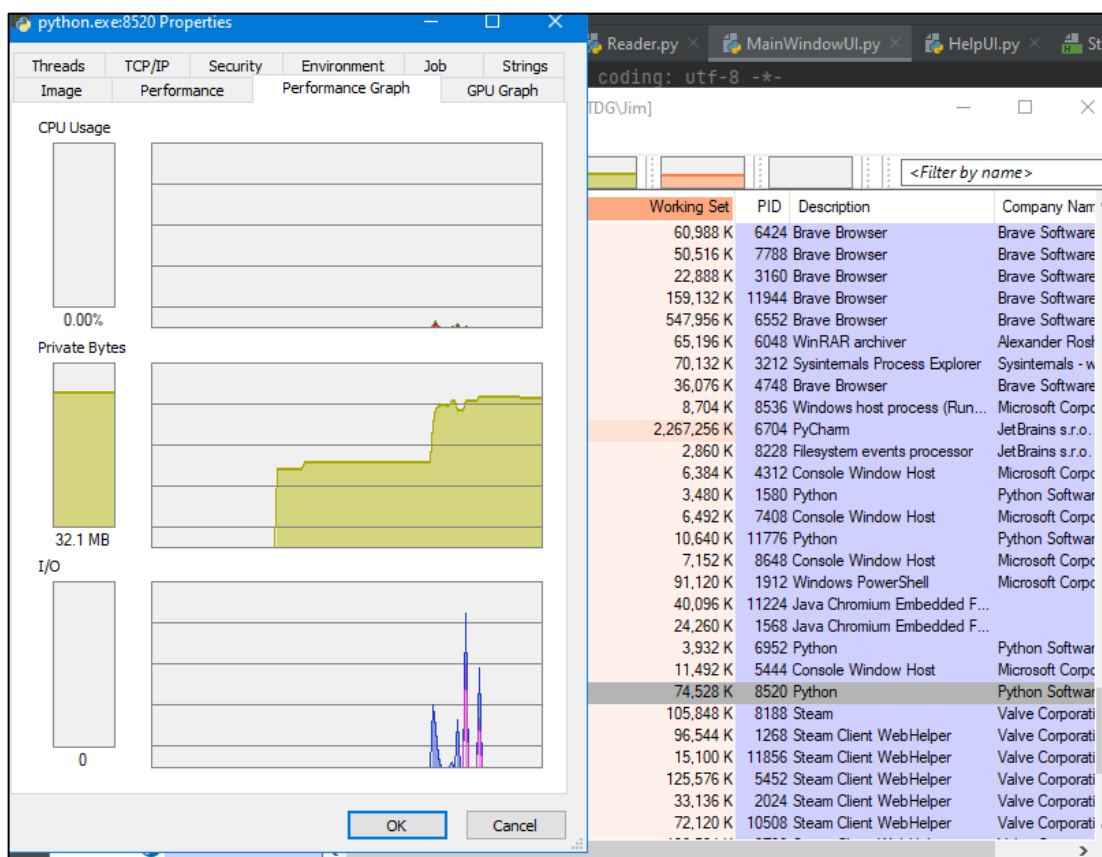 python.exe:8520 Properties
Threads TCP/IP Security Environment Job Strings
Image Performance Performance Graph GPU Graph
CPU Usage
0.00%
Private Bytes
32.1 MB
I/O
0
OK Cancel
Reader.py MainWindowUI.py HelpUI.py St
coding: utf-8 -*-
TDG\Jim]
<Filter by name>
Working Set PID Description Company Nam
60,988 K 6424 Brave Browser Brave Software
50,516 K 7788 Brave Browser Brave Software
22,888 K 3160 Brave Browser Brave Software
159,132 K 11944 Brave Browser Brave Software
547,956 K 6552 Brave Browser Brave Software
65,196 K 6048 WinRAR archiver Alexander Rosh
70,132 K 3212 Sysinternals Process Explorer Sysinternals - w
36,076 K 4748 Brave Browser Brave Software
8,704 K 8536 Windows host process (Run... Microsoft Corpo
2,267,256 K 6704 PyCharm JetBrains s.r.o.
2,860 K 8228 Filesystem events processor JetBrains s.r.o.
6,384 K 4312 Console Window Host Microsoft Corpo
3,480 K 1580 Python Python Softwar
6,492 K 7408 Console Window Host Microsoft Corpo
10,640 K 11776 Python Python Softwar
7,152 K 8648 Console Window Host Microsoft Corpo
91,120 K 1912 Windows PowerShell Microsoft Corpo
40,096 K 11224 Java Chromium Embedded F...
24,260 K 1568 Java Chromium Embedded F...
3,932 K 6952 Python Python Softwar
11,492 K 5444 Console Window Host Microsoft Corpo
74,528 K 8520 Python Python Softwar
105,848 K 8188 Steam Valve Corporati
96,544 K 1268 Steam Client WebHelper Valve Corporati
15,100 K 11856 Steam Client WebHelper Valve Corporati
125,576 K 5452 Steam Client WebHelper Valve Corporati
33,136 K 2024 Steam Client WebHelper Valve Corporati
72,120 K 10508 Steam Client WebHelper Valve Corporati